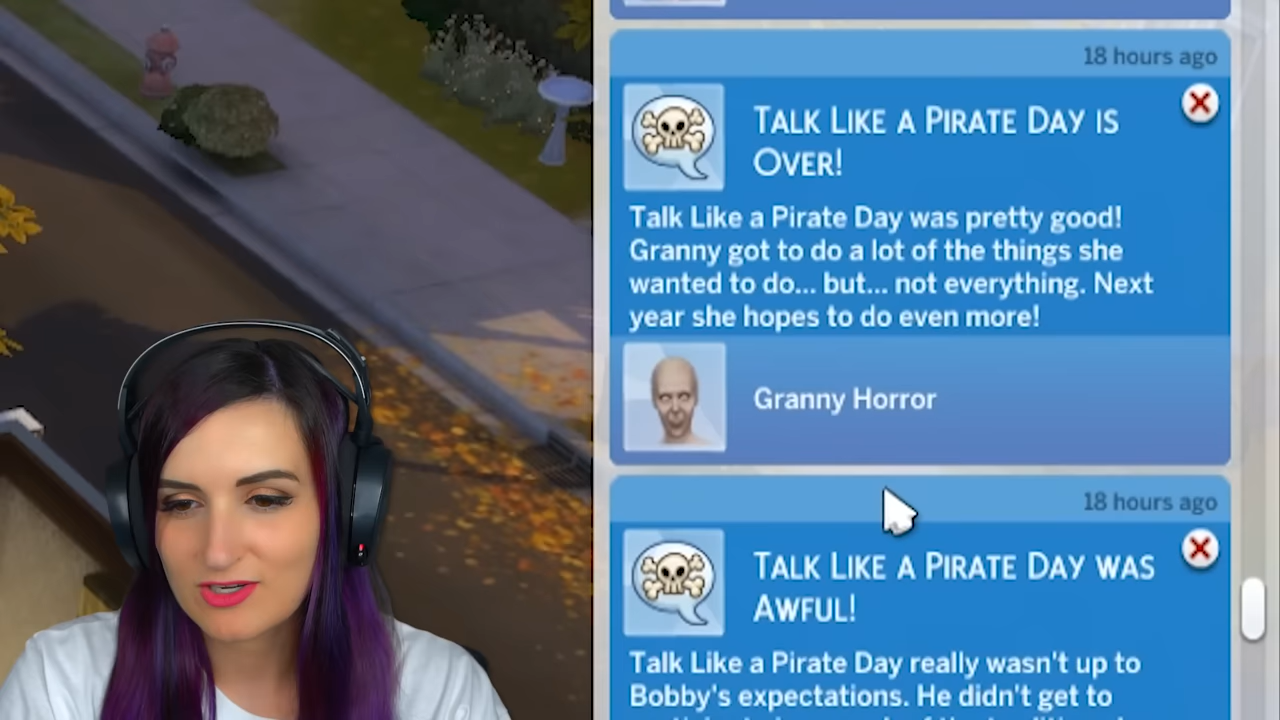 18 hours ago
TALK LIKE A PIRATE DAY IS
OVER!
Talk Like a Pirate Day was pretty good!
Granny got to do a lot of the things she
wanted to do... but... not everything. Next
year she hopes to do even more!
Granny Horror
18 hours ago
TALK LIKE A PIRATE DAY WAS
AWFUL!
Talk Like a Pirate Day really wasn't up to
Bobby's expectations. He didn't get to